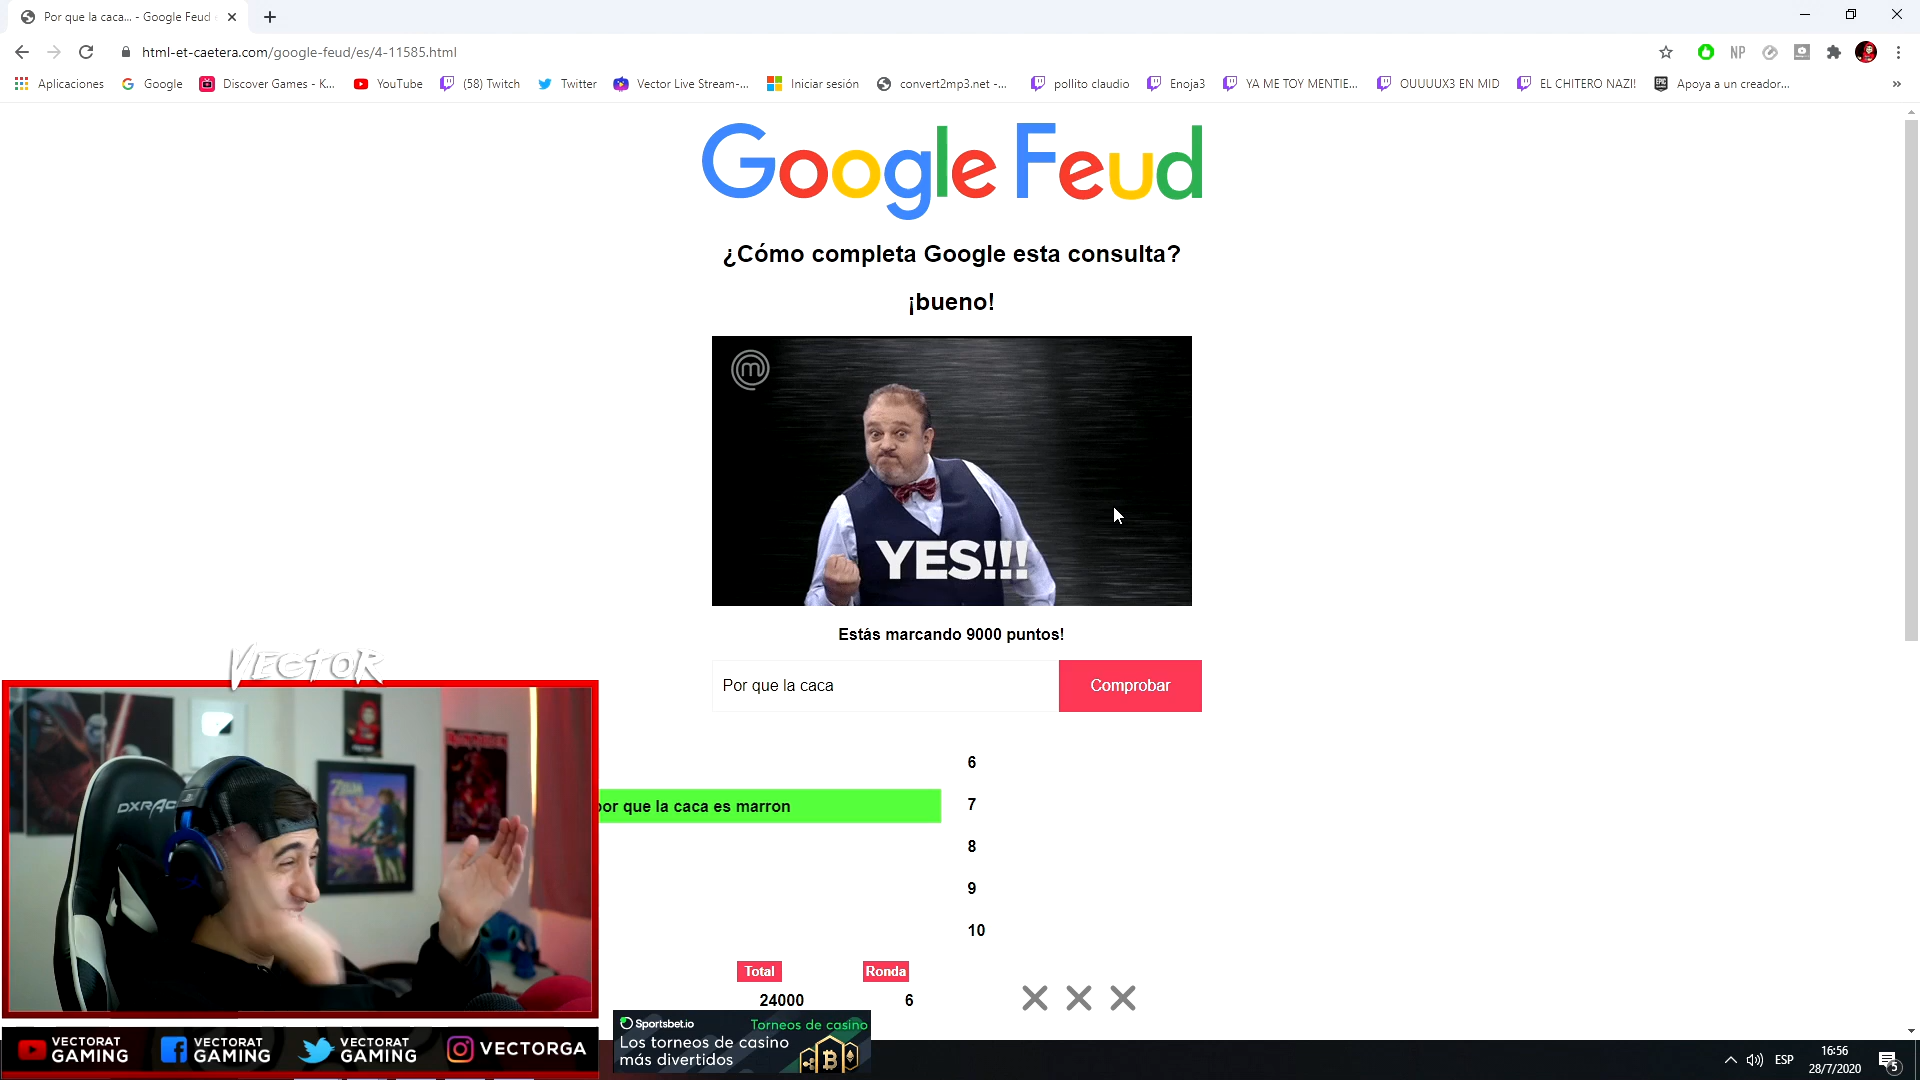 Por que la caca... - Google Feud e
html-et-caetera.com/google-feud/es/4-11585.html
NP
Aplicaciones
Google
Discover Games - K...
YouTube
(58) Twitch
Twitter
Vector Live Stream-...
Iniciar sesión
convert2mp3.net -...
pollito claudio
Enoja3
YA ME TOY MENTIE...
OUUUUX3 EN MID
EL CHITERO NAZI!
Apoya a un creador...
Google Feud
¿Cómo completa Google esta consulta?
¡bueno!
YES!!!
Estás marcando 9000 puntos!
Por que la caca
Comprobar
6
por que la caca es marron
7
8
9
10
Total
Ronda
24000
6
VECTOR
ZELDA
Sportsbet.io
Torneos de casino
Los torneos de casino
más divertidos
VECTORAT
GAMING
VECTORAT
GAMING
VECTORAT
GAMING
VECTORGA
ESP
16:56
28/7/2020
5